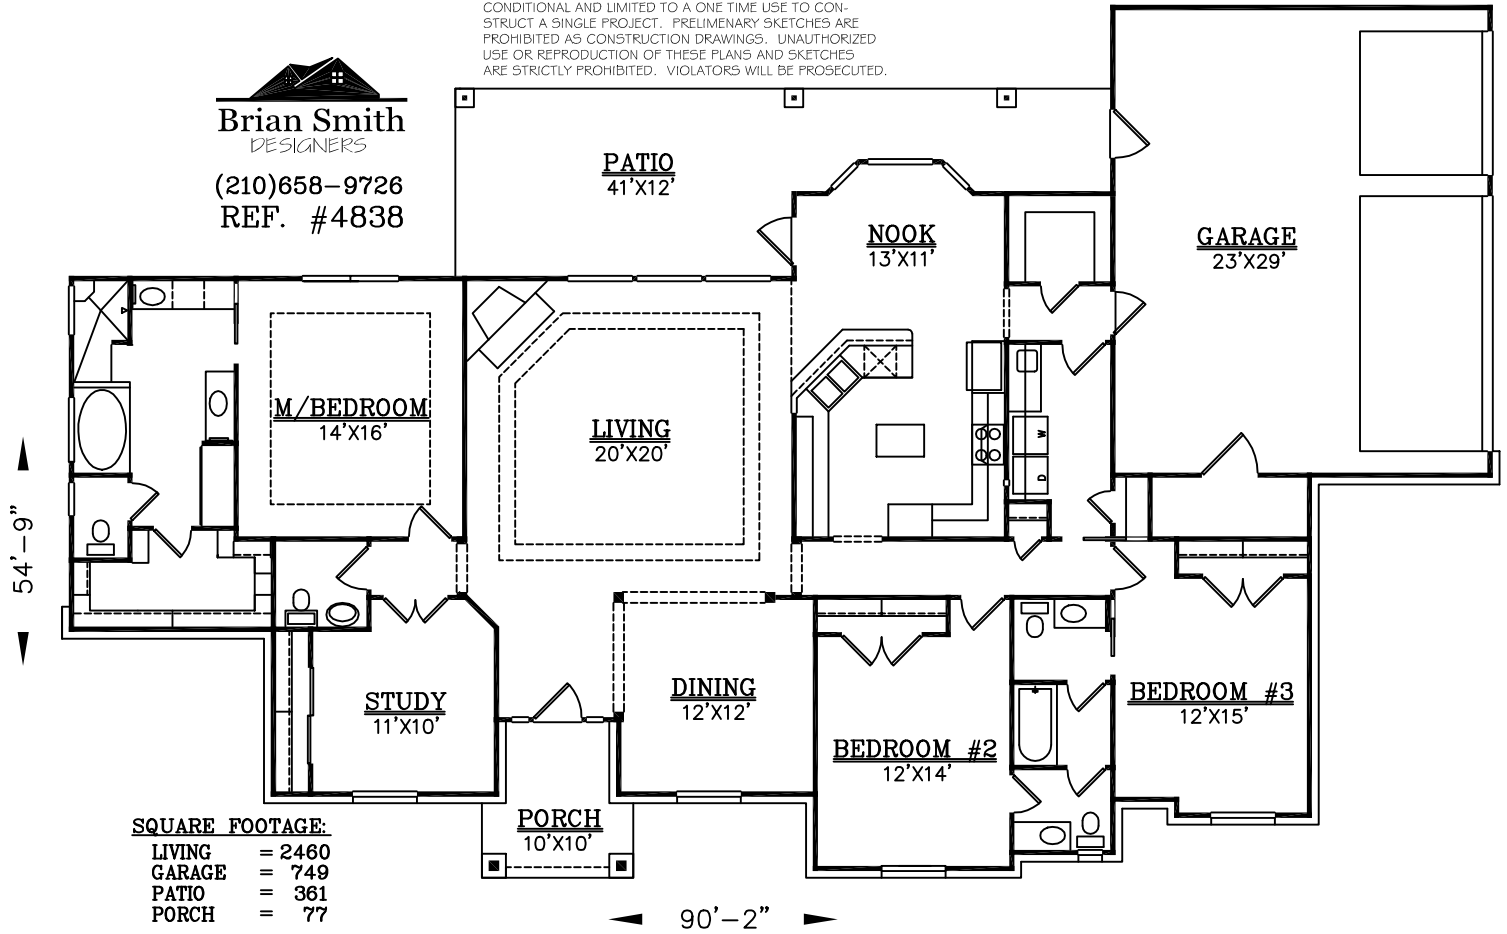 CONDITIONAL AND LIMITED TO A ONE TIME USE TO CON-
STRUCT A SINGLE PROJECT. PRELIMENARY SKETCHES ARE
PROHIBITED AS CONSTRUCTION DRAWINGS. UNAUTHORIZED
USE OR REPRODUCTION OF THESE PLANS AND SKETCHES
ARE STRICTLY PROHIBITED. VIOLATORS WILL BE PROSECUTED.
Brian Smith
DESIGNERS
(210)658-9726
REF. #4838
PATIO
41'X12'
NOOK
13'X11'
GARAGE
23'X29'
M/BEDROOM
14'X16'
LIVING
20'X20'
W
D
54'-9"
STUDY
11'X10'
DINING
12'X12'
BEDROOM #2
12'X14'
BEDROOM #3
12'X15'
PORCH
10'X10'
SQUARE FOOTAGE:
LIVING = 2460
GARAGE = 749
PATIO = 361
PORCH = 77
90'-2"